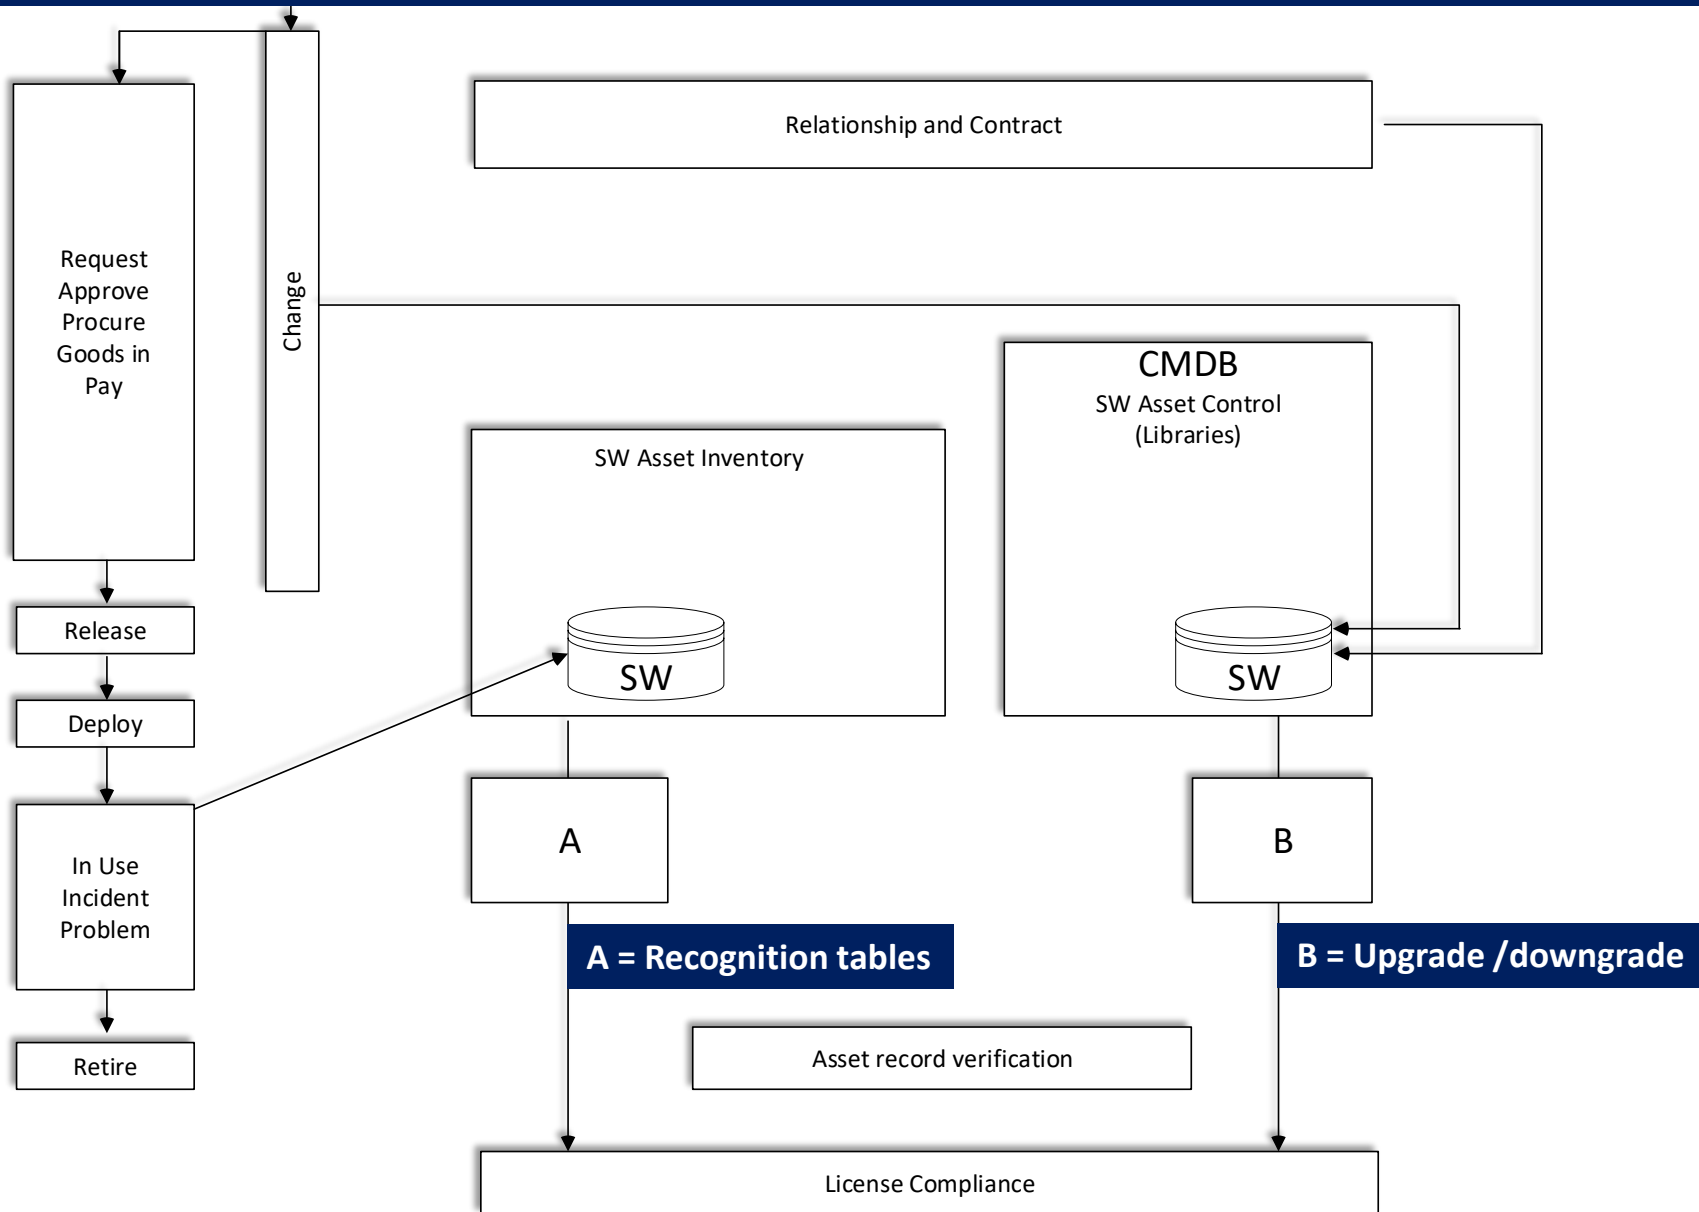 Relationship and Contract
Request
Approve
Procure
Goods in
Pay
Change
CMDB
SW Asset Control
(Libraries)
SW Asset Inventory
SW
SW
Release
Deploy
In Use
Incident
Problem
Retire
A
B
A = Recognition tables
B = Upgrade /downgrade
Asset record verification
License Compliance